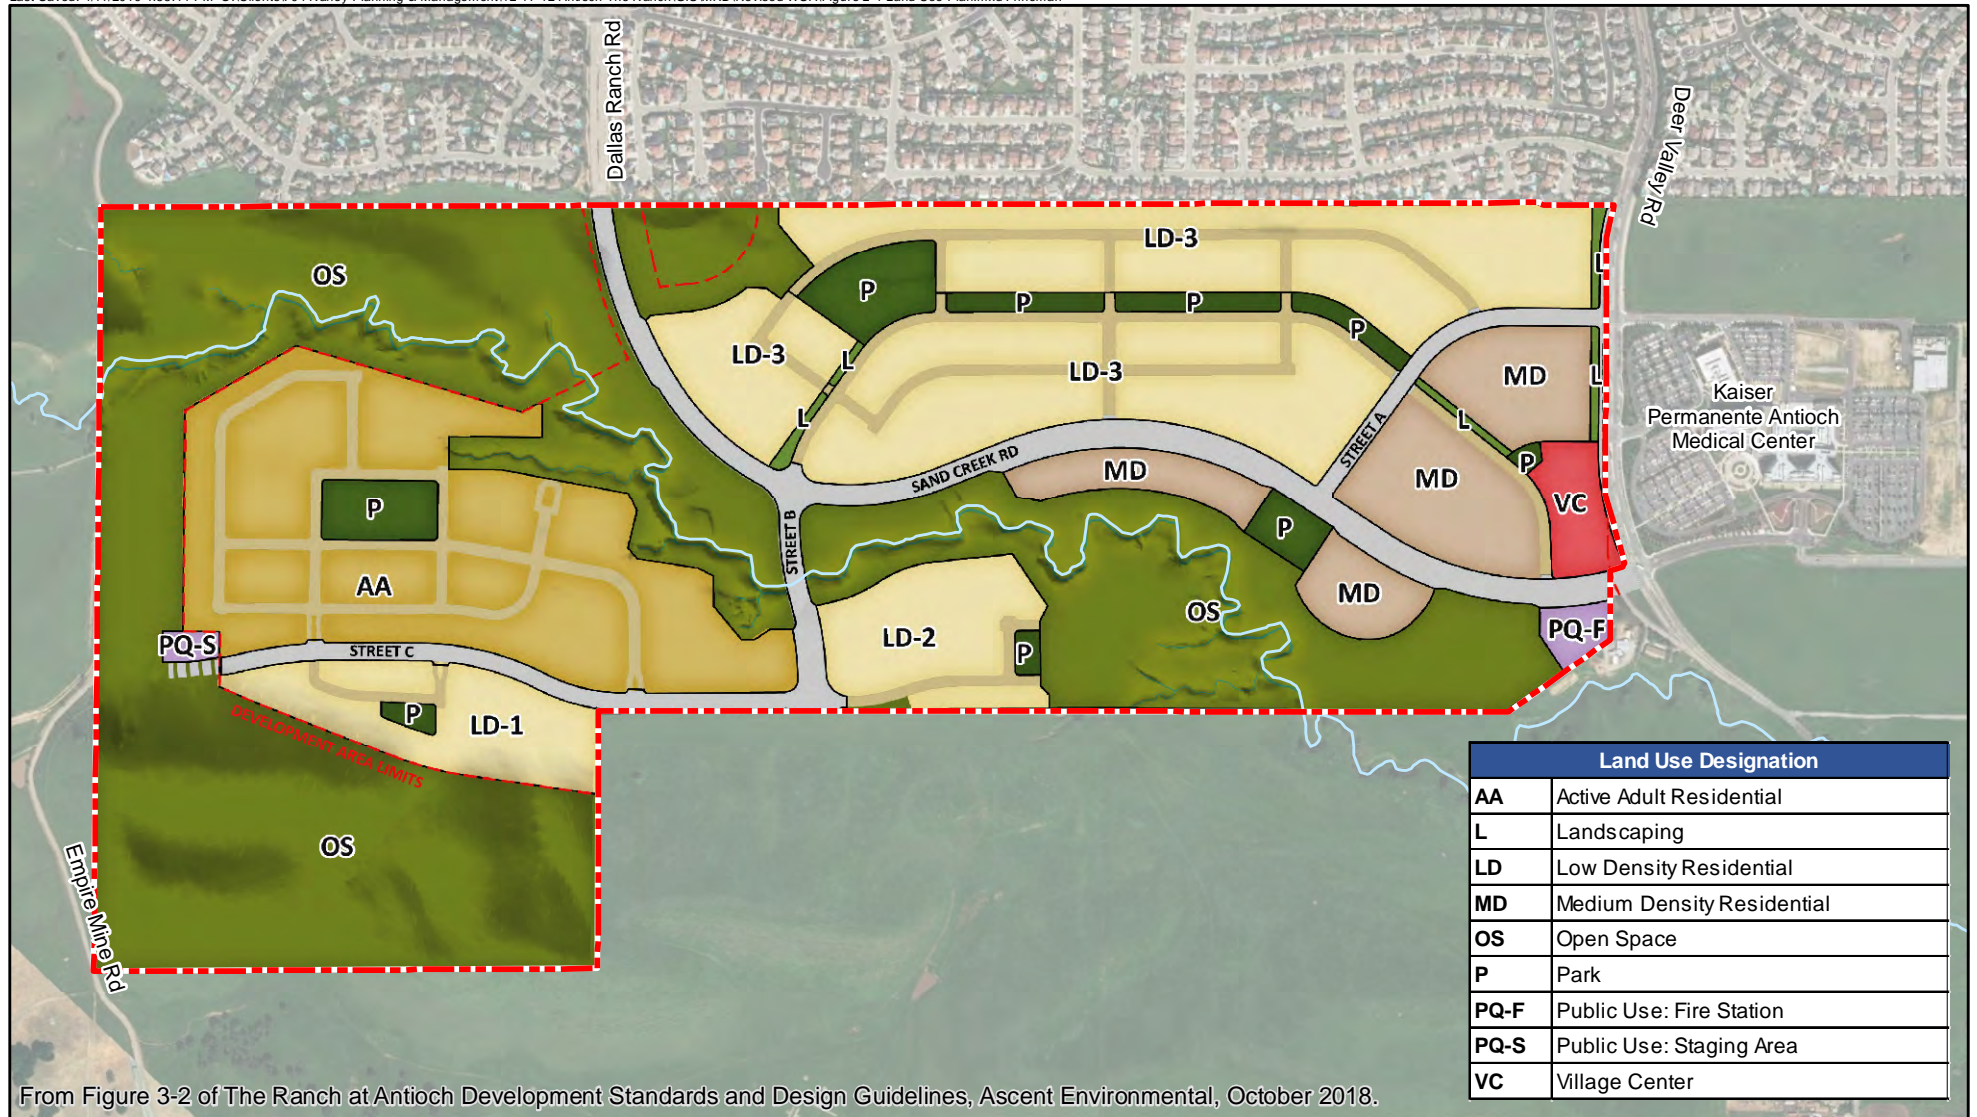 Dallas Ranch Rd
Deer Valley Rd
LD-3
OS
L
P
P
P
P
LD-3
L
LD-3
MD
L
Kaiser
Permanente Antioch
Medical Center
L
L
STREET A
SAND CREEK RD
MD
P
MD
VC
P
STREET B
P
AA
MD
OS
PQ-F
PQ-S
STREET C
LD-2
P
P
LD-1
DEVELOPMENT AREA LIMITS
OS
Empire Mine Rd
Land Use Designation
AA Active Adult Residential
L Landscaping
LD Low Density Residential
MD Medium Density Residential
OS Open Space
P Park
PQ-F Public Use: Fire Station
PQ-S Public Use: Staging Area
VC Village Center
From Figure 3-2 of The Ranch at Antioch Development Standards and Design Guidelines, Ascent Environmental, October 2018.